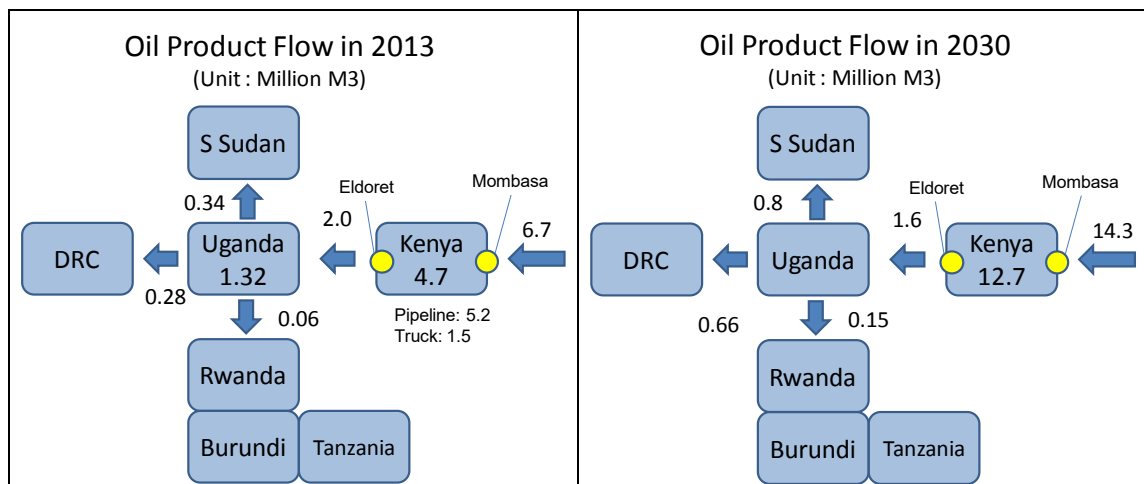 Oil Product Flow in 2013
(Unit : Million M3)
S Sudan
Eldoret
Mombasa
0.34
2.0
6.7
DRC
Uganda
1.32
Kenya
4.7
0.28
0.06
Pipeline: 5.2
Truck: 1.5
Rwanda
Burundi
Tanzania
Oil Product Flow in 2030
(Unit : Million M3)
S Sudan
Eldoret
Mombasa
0.8
1.6
14.3
DRC
Uganda
Kenya
12.7
0.66
0.15
Rwanda
Burundi
Tanzania